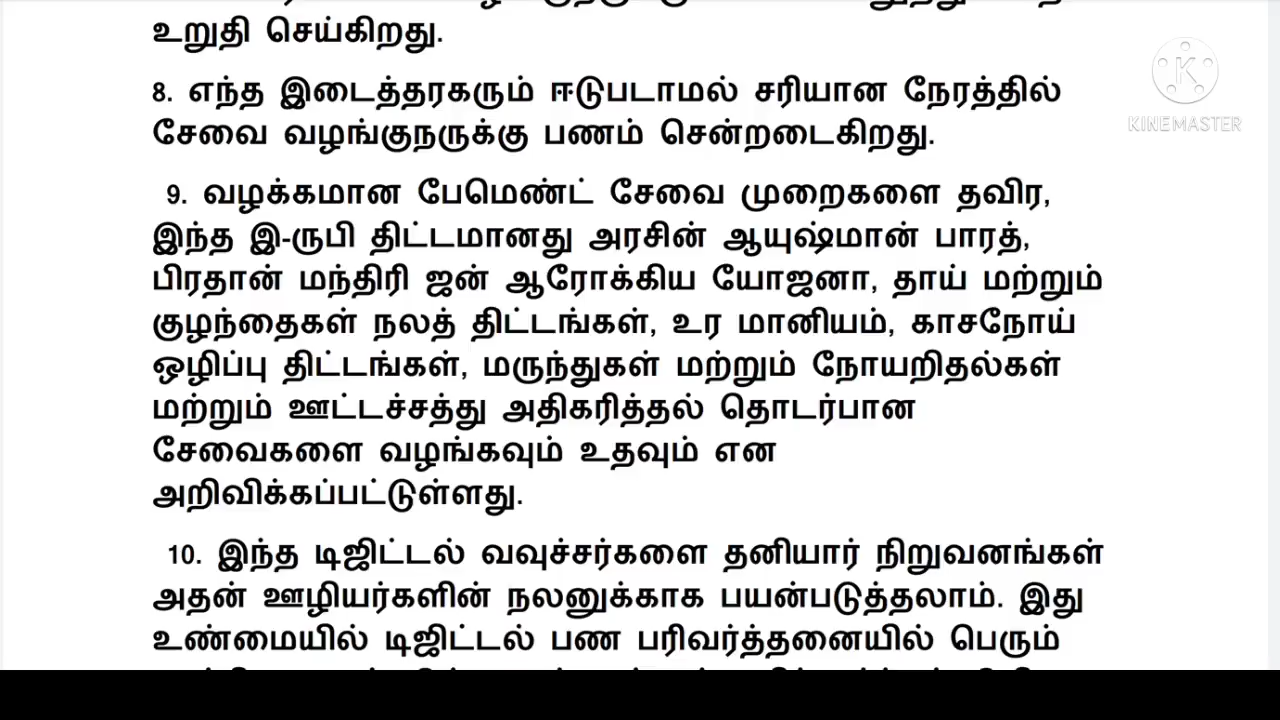 உறுதி செய்கிறது.
8. எந்த இடைத்தரகரும் ஈடுபடாமல் சரியான நேரத்தில்
சேவை வழங்குநருக்கு பணம் சென்றடைகிறது.
KINEMASTER
9. வழக்கமான பேமெண்ட் சேவை முறைகளை தவிர,
இந்த இ-ருபி திட்டமானது அரசின் ஆயுஷ்மான் பாரத்,
பிரதான் மந்திரி ஜன் ஆரோக்கிய யோஜனா, தாய் மற்றும்
குழந்தைகள் நலத் திட்டங்கள், உர மானியம், காசநோய்
ஒழிப்பு திட்டங்கள், மருந்துகள் மற்றும் நோயறிதல்கள்
மற்றும் ஊட்டச்சத்து அதிகரித்தல் தொடர்பான
சேவைகளை வழங்கவும் உதவும் என
அறிவிக்கப்பட்டுள்ளது.
10. இந்த டிஜிட்டல் வவுச்சர்களை தனியார் நிறுவனங்கள்
அதன் ஊழியர்களின் நலனுக்காக பயன்படுத்தலாம். இது
உண்மையில் டிஜிட்டல் பண பரிவர்த்தனையில் பெரும்